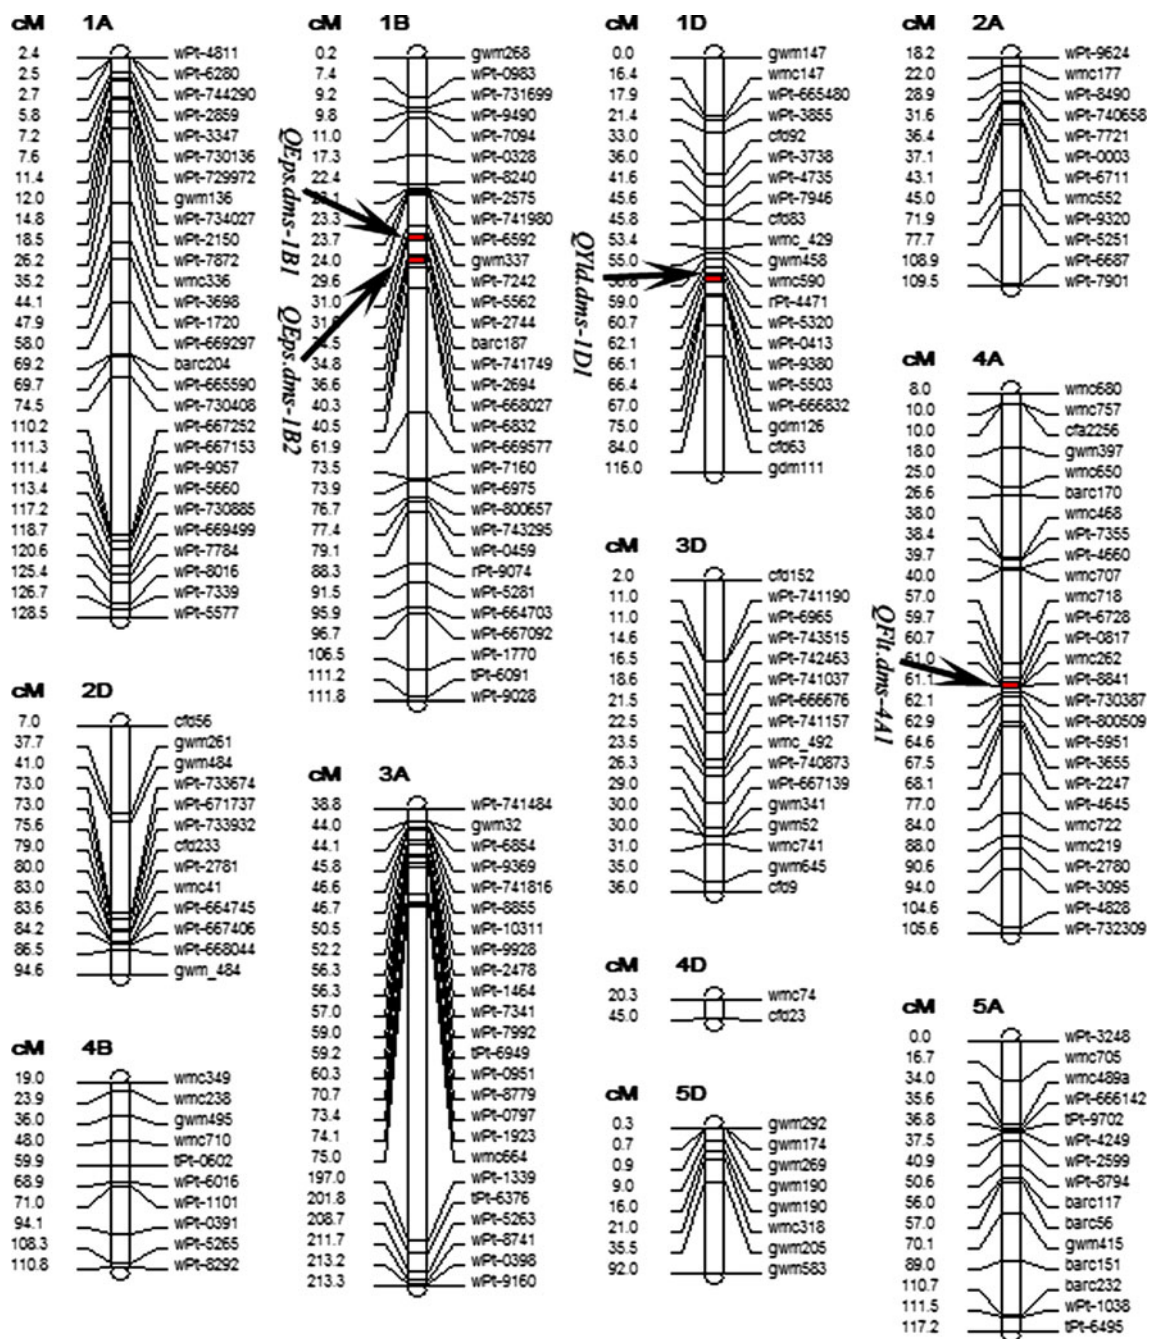 cM 1A
2.4 wPt-4811
2.5 wPt-6280
2.7 wPt-744290
5.8 wPt-2859
7.2 wPt-3347
7.6 wPt-730136
11.4 wPt-729972
12.0 gwm136
14.8 wPt-734027
18.5 wPt-2150
26.2 wPt-7872
35.2 wmc336
44.1 wPt-3698
47.9 wPt-1720
58.0 wPt-669297
69.2 barc204
69.7 wPt-665590
74.5 wPt-730408
110.2 wPt-667252
111.3 wPt-667153
111.4 wPt-9057
113.4 wPt-5660
117.2 wPt-730885
118.7 wPt-669499
120.6 wPt-7784
125.4 wPt-8016
126.7 wPt-7339
128.5 wPt-5577
cM 2D
7.0 cfd56
37.7 gwm261
41.0 gwm484
73.0 wPt-733674
73.0 wPt-671737
75.6 wPt-733932
79.0 cfd233
80.0 wPt-2781
83.0 wmc41
83.6 wPt-664745
84.2 wPt-667406
86.5 wPt-668044
94.6 gwm_484
cM 4B
19.0 wmc349
23.9 wmc238
36.0 gwm495
48.0 wmc710
59.9 tPt-0602
68.9 wPt-6016
71.0 wPt-1101
94.1 wPt-0391
108.3 wPt-5265
110.8 wPt-8292
cM 1B
0.2 gwm268
7.4 wPt-0983
9.2 wPt-731699
9.8 wPt-9490
11.0 wPt-7094
17.3 wPt-0328
22.4 wPt-8240
wPt-2575
23.3 wPt-741980
23.7 wPt-6592
24.0 gwm337
29.6 wPt-7242
31.0 wPt-5562
wPt-2744
barc187
34.8 wPt-741749
36.6 wPt-2694
40.3 wPt-668027
40.5 wPt-6832
61.9 wPt-669577
73.5 wPt-7160
73.9 wPt-6975
76.7 wPt-800657
77.4 wPt-743295
79.1 wPt-0459
88.3 rPt-9074
91.5 wPt-5281
95.9 wPt-664703
96.7 wPt-667092
106.5 wPt-1770
111.2 tPt-6091
111.8 wPt-9028
QEps.dms-1B1
QEps.dms-1B2
cM 3A
38.8 wPt-741484
44.0 gwm32
44.1 wPt-6854
45.8 wPt-9369
46.6 wPt-741816
46.7 wPt-8855
50.5 wPt-10311
52.2 wPt-9928
56.3 wPt-2478
56.3 wPt-1464
57.0 wPt-7341
59.0 wPt-7992
59.2 tPt-6949
60.3 wPt-0951
70.7 wPt-8779
73.4 wPt-0797
74.1 wPt-1923
75.0 wmc664
197.0 wPt-1339
201.8 tPt-6376
208.7 wPt-5263
211.7 wPt-8741
213.2 wPt-0398
213.3 wPt-9160
cM 1D
0.0 gwm147
16.4 wmc147
17.9 wPt-665480
21.4 wPt-3855
33.0 cfd92
36.0 wPt-3738
41.6 wPt-4735
45.6 wPt-7946
45.8 cfd83
53.4 wmc_429
55.0 gwm458
wmc590
59.0 rPt-4471
60.7 wPt-5320
62.1 wPt-0413
66.1 wPt-9380
66.4 wPt-5503
67.0 wPt-666832
75.0 gdm126
84.0 cfd63
116.0 gdm111
QYld.dms-1D1
cM 3D
2.0 cfd152
11.0 wPt-741190
11.0 wPt-6965
14.6 wPt-743515
16.5 wPt-742463
18.6 wPt-741037
21.5 wPt-666676
22.5 wPt-741157
23.5 wmc_492
26.3 wPt-740873
29.0 wPt-667139
30.0 gwm341
30.0 gwm52
31.0 wmc741
35.0 gwm645
36.0 cfd9
cM 4D
20.3 wmc74
45.0 cfd23
cM 5D
0.3 gwm292
0.7 gwm174
0.9 gwm269
9.0 gwm190
16.0 gwm190
21.0 wmc318
35.5 gwm205
92.0 gwm583
cM 2A
18.2 wPt-9624
22.0 wmc177
28.9 wPt-8490
31.6 wPt-740658
36.4 wPt-7721
37.1 wPt-0003
43.1 wPt-6711
45.0 wmc552
71.9 wPt-9320
77.7 wPt-5251
108.9 wPt-6687
109.5 wPt-7901
cM 4A
8.0 wmc680
10.0 wmc757
10.0 cfa2256
18.0 gwm397
25.0 wmc650
26.6 barc170
38.0 wmc468
38.4 wPt-7355
39.7 wPt-4660
40.0 wmc707
57.0 wmc718
59.7 wPt-6728
60.7 wPt-0817
61.0 wmc262
61.1 wPt-8841
62.1 wPt-730387
62.9 wPt-800509
64.6 wPt-5951
67.5 wPt-3655
68.1 wPt-2247
77.0 wPt-4645
84.0 wmc722
88.0 wmc219
90.6 wPt-2780
94.0 wPt-3095
104.6 wPt-4828
105.6 wPt-732309
QFlt.dms-4A1
cM 5A
0.0 wPt-3248
16.7 wmc705
34.0 wmc489a
35.6 wPt-666142
36.8 tPt-9702
37.5 wPt-4249
40.9 wPt-2599
50.6 wPt-8794
56.0 barc117
57.0 barc56
70.1 gwm415
89.0 barc151
110.7 barc232
111.5 wPt-1038
117.2 tPt-6495